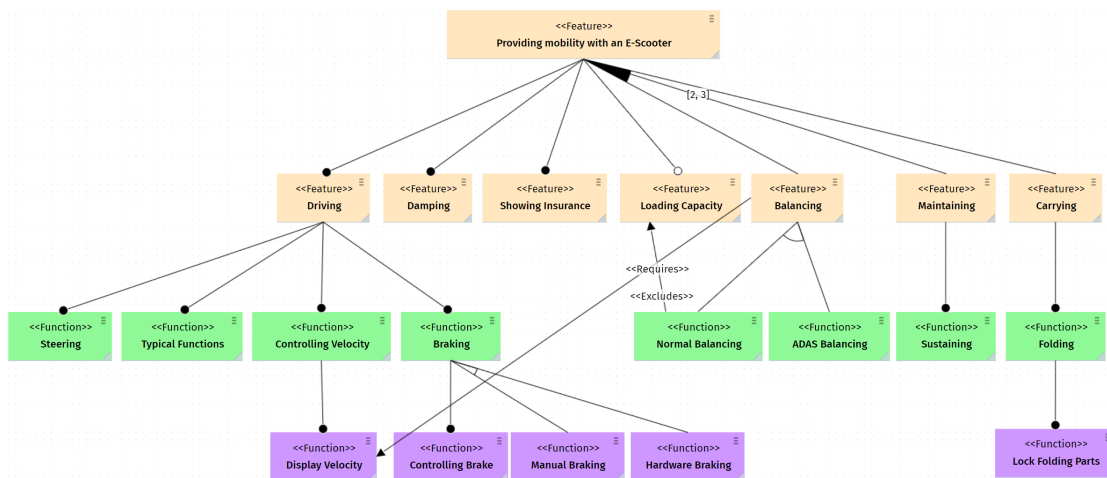 <<Feature>>
Providing mobility with an E-Scooter
[2, 3]
<<Feature>>
Driving
<<Feature>>
Damping
<<Feature>>
Showing Insurance
<<Feature>>
Loading Capacity
<<Feature>>
Balancing
<<Feature>>
Maintaining
<<Feature>>
Carrying
<<Requires>>
<<Excludes>>
<<Function>>
Steering
<<Function>>
Typical Functions
<<Function>>
Controlling Velocity
<<Function>>
Braking
<<Function>>
Normal Balancing
<<Function>>
ADAS Balancing
<<Function>>
Sustaining
<<Function>>
Folding
<<Function>>
Display Velocity
<<Function>>
Controlling Brake
<<Function>>
Manual Braking
<<Function>>
Hardware Braking
<<Function>>
Lock Folding Parts